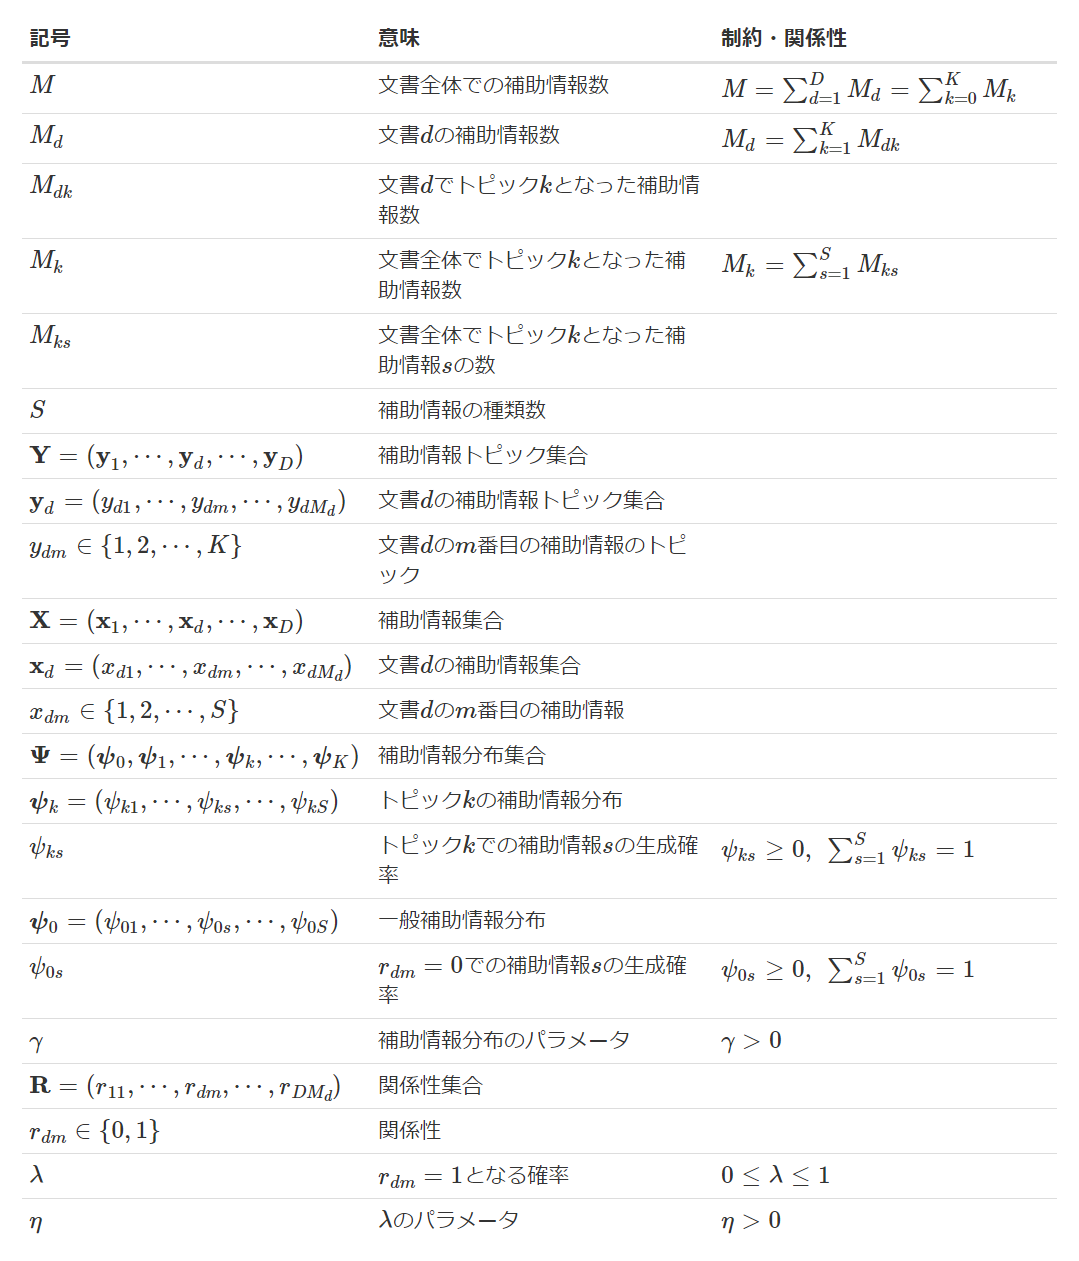 記号 意味 制約・関係性
$M$ 文書全体での補助情報数 $M = \sum_{d=1}^{D} M_d = \sum_{k=0}^{K} M_k$
$M_d$ 文書$d$の補助情報数 $M_d = \sum_{k=1}^{K} M_{dk}$
$M_{dk}$ 文書$d$でトピック$k$となった補助情
報数
$M_k$ 文書全体でトピック$k$となった補 $M_k = \sum_{s=1}^{S} M_{ks}$
助情報数
$M_{ks}$ 文書全体でトピック$k$となった補
助情報$s$の数
$S$ 補助情報の種類数
$\mathbf{Y} = (\mathbf{y}_1, \cdots, \mathbf{y}_d, \cdots, \mathbf{y}_D)$ 補助情報トピック集合
$\mathbf{y}_d = (y_{d1}, \cdots, y_{dm}, \cdots, y_{dM_d})$ 文書$d$の補助情報トピック集合
$y_{dm} \in \{1, 2, \cdots, K\}$ 文書$d$の$m$番目の補助情報のトピ
ック
$\mathbf{X} = (\mathbf{x}_1, \cdots, \mathbf{x}_d, \cdots, \mathbf{x}_D)$ 補助情報集合
$\mathbf{x}_d = (x_{d1}, \cdots, x_{dm}, \cdots, x_{dM_d})$ 文書$d$の補助情報集合
$x_{dm} \in \{1, 2, \cdots, S\}$ 文書$d$の$m$番目の補助情報
$\mathbf{\Psi} = (\boldsymbol{\psi}_0, \boldsymbol{\psi}_1, \cdots, \boldsymbol{\psi}_k, \cdots, \boldsymbol{\psi}_K)$ 補助情報分布集合
$\boldsymbol{\psi}_k = (\psi_{k1}, \cdots, \psi_{ks}, \cdots, \psi_{kS})$ トピック$k$の補助情報分布
$\psi_{ks}$ トピック$k$での補助情報$s$の生成確 $\psi_{ks} \geq 0, \ \sum_{s=1}^{S} \psi_{ks} = 1$
率
$\boldsymbol{\psi}_0 = (\psi_{01}, \cdots, \psi_{0s}, \cdots, \psi_{0S})$ 一般補助情報分布
$\psi_{0s}$ $r_{dm} = 0$での補助情報$s$の生成確 $\psi_{0s} \geq 0, \ \sum_{s=1}^{S} \psi_{0s} = 1$
率
$\gamma$ 補助情報分布のパラメータ $\gamma > 0$
$\mathbf{R} = (r_{11}, \cdots, r_{dm}, \cdots, r_{DM_d})$ 関係性集合
$r_{dm} \in \{0, 1\}$ 関係性
$\lambda$ $r_{dm} = 1$となる確率 $0 \leq \lambda \leq 1$
$\eta$ $\lambda$のパラメータ $\eta > 0$